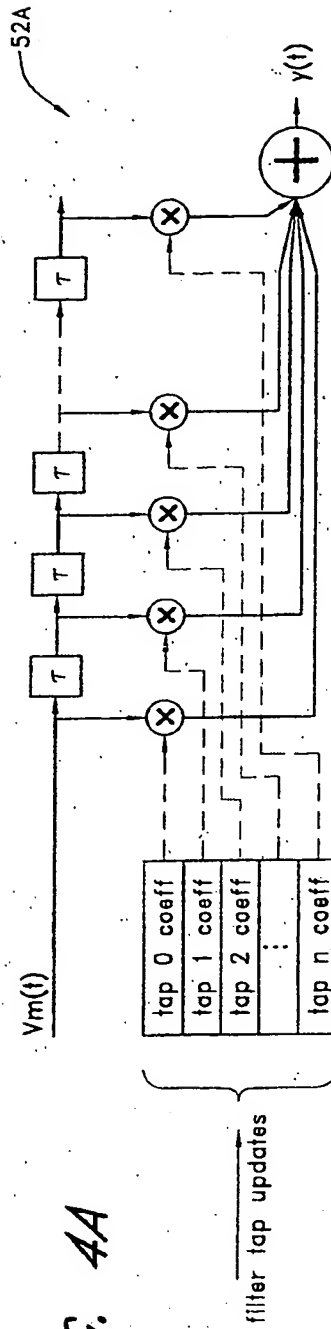 52A
Vm(t)
τ
τ
τ
τ
×
×
×
×
×
+
y(t)
tap 0 coeff
tap 1 coeff
tap 2 coeff
⋮
tap n coeff
filter tap updates
4A